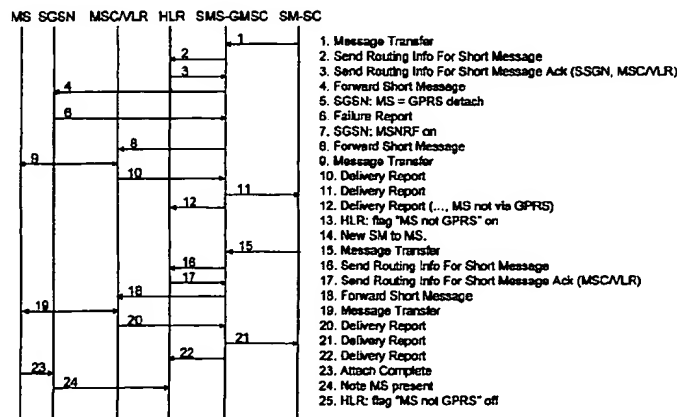 MS SGSN MSC/VLR HLR SMS-GMSC SM-SC
1
2
3
4
6
8
9
10
11
12
15
16
17
18
19
20
21
22
23
24
1. Message Transfer
2. Send Routing Info For Short Message
3. Send Routing Info For Short Message Ack (SSGN, MSC/VLR)
4. Forward Short Message
5. SGSN: MS = GPRS detach
6. Failure Report
7. SGSN: MSNRF on
8. Forward Short Message
9. Message Transfer
10. Delivery Report
11. Delivery Report
12. Delivery Report (..., MS not via GPRS)
13. HLR: flag "MS not GPRS" on
14. New SM to MS.
15. Message Transfer
16. Send Routing Info For Short Message
17. Send Routing Info For Short Message Ack (MSC/VLR)
18. Forward Short Message
19. Message Transfer
20. Delivery Report
21. Delivery Report
22. Delivery Report
23. Attach Complete
24. Note MS present
25. HLR: flag "MS not GPRS" off